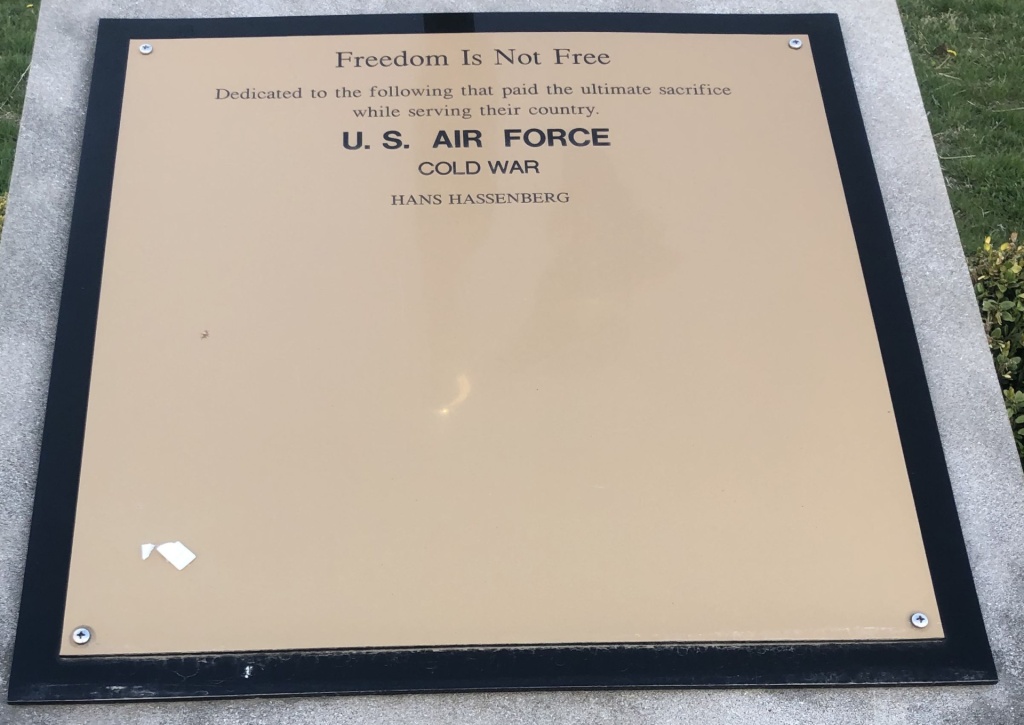 Freedom Is Not Free
Dedicated to the following that paid the ultimate sacrifice
while serving their country.
U. S. AIR FORCE
COLD WAR
HANS HASSENBERG